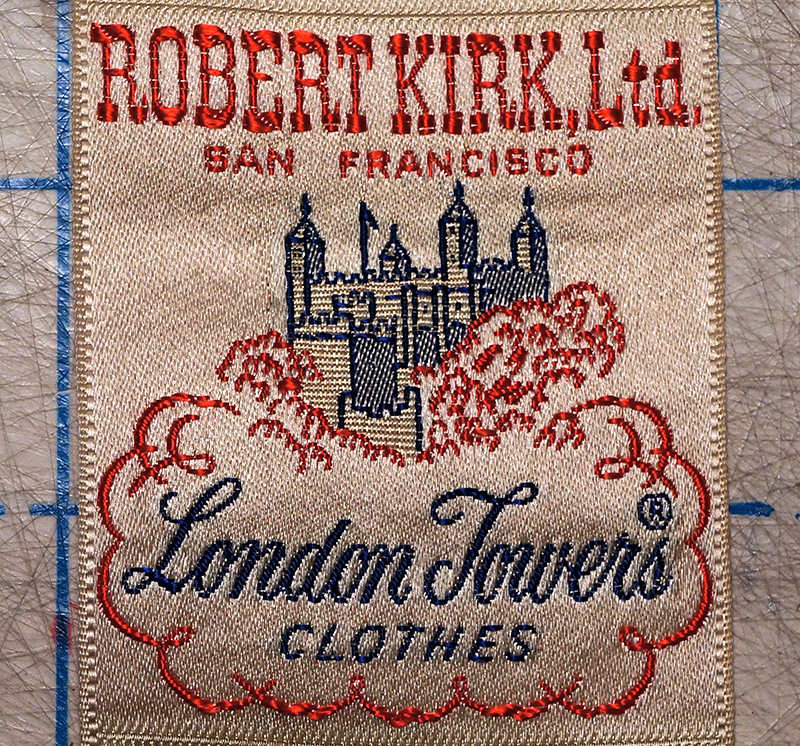 ROBERT KIRK, Ltd.
SAN FRANCISCO
London Towers ®
CLOTHES